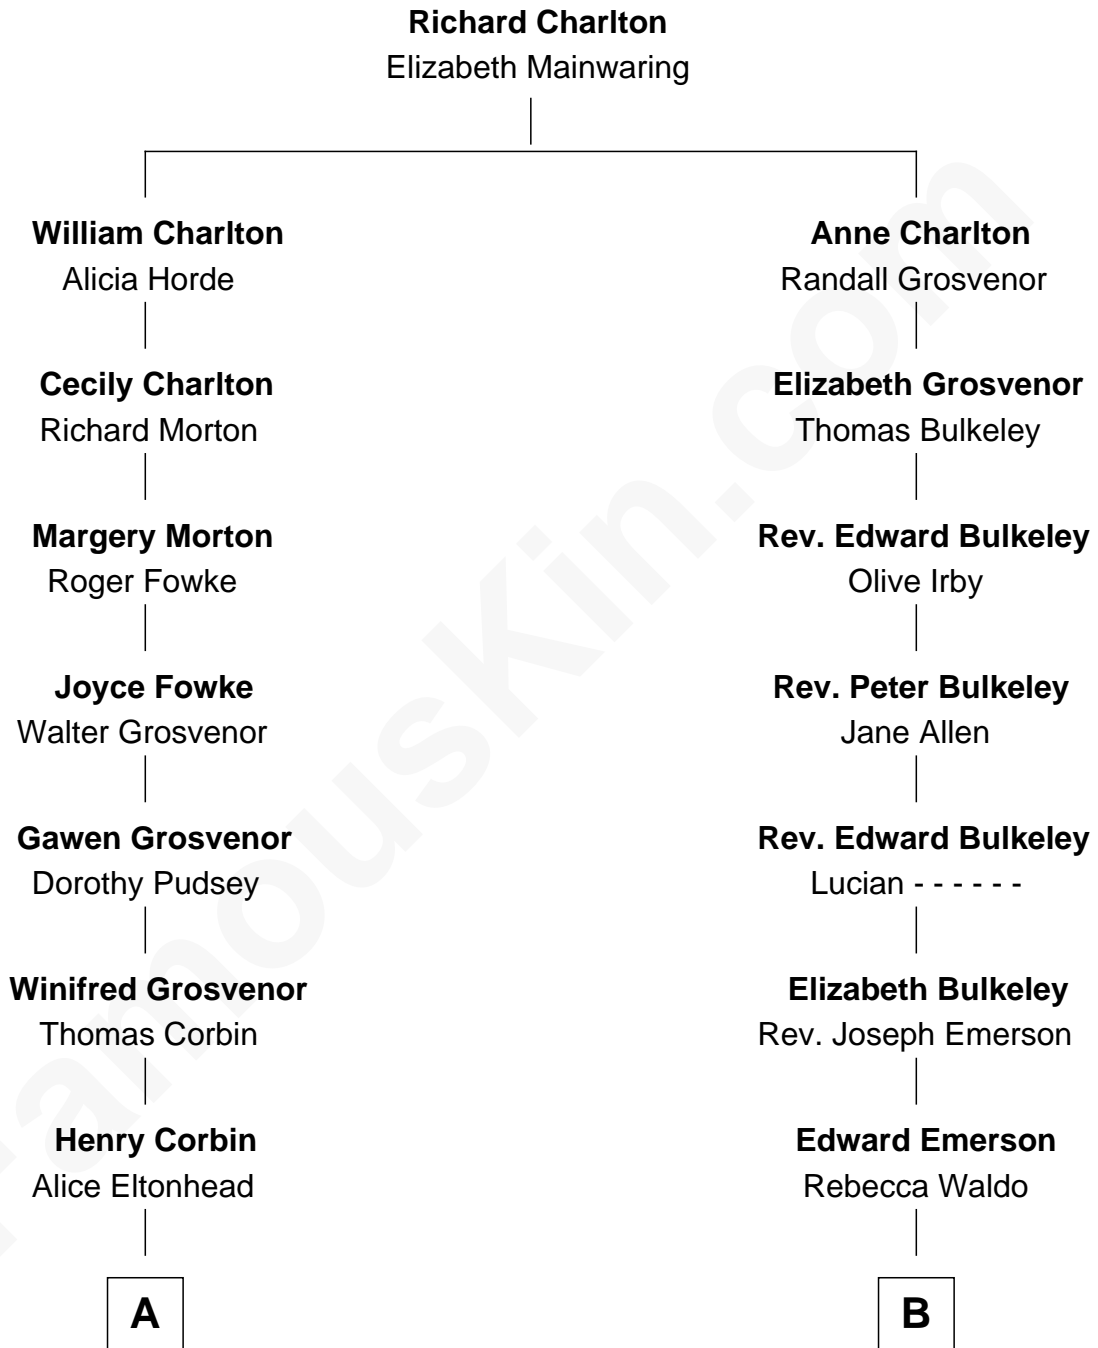 Richard Charlton
Elizabeth Mainwaring
William Charlton
Alicia Horde
Anne Charlton
Randall Grosvenor
Cecily Charlton
Richard Morton
Elizabeth Grosvenor
Thomas Bulkeley
Margery Morton
Roger Fowke
Rev. Edward Bulkeley
Olive Irby
Joyce Fowke
Walter Grosvenor
Rev. Peter Bulkeley
Jane Allen
Gawen Grosvenor
Dorothy Pudsey
Rev. Edward Bulkeley
Lucian - - - - - -
Winifred Grosvenor
Thomas Corbin
Elizabeth Bulkeley
Rev. Joseph Emerson
Henry Corbin
Alice Eltonhead
Edward Emerson
Rebecca Waldo
A
B
FamousKin.com